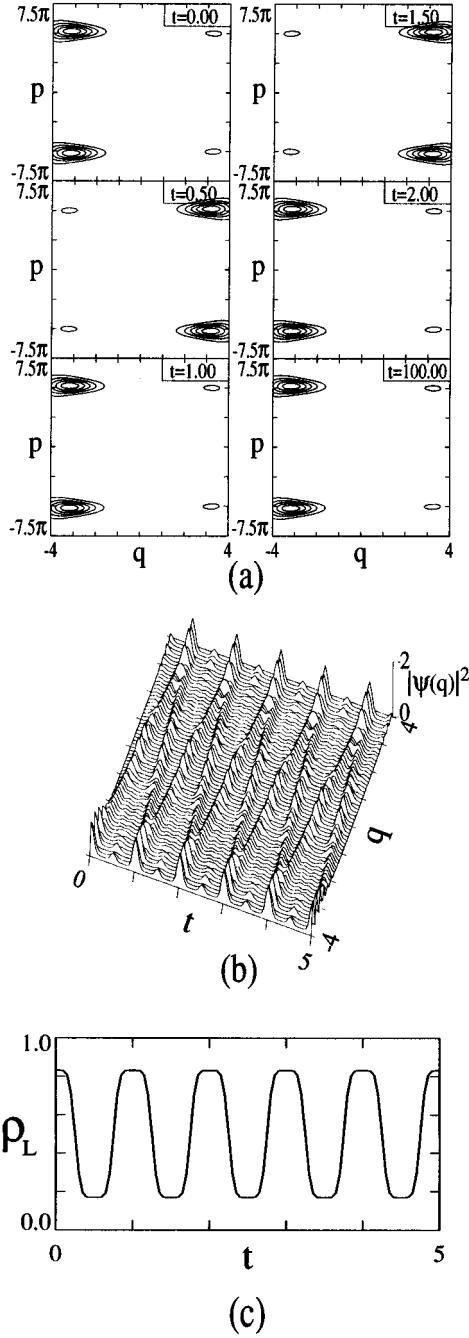 7.5π t=0.00 7.5π t=1.50
p p
-7.5π -7.5π
7.5π t=0.50 7.5π t=2.00
p p
-7.5π -7.5π
7.5π t=1.00 7.5π t=100.00
p p
-7.5π -7.5π
-4 q 4 -4 q 4
(a)
2
|ψ(q)|²
0
4
q
0
t
5
-4
(b)
1.0
ρL
0.0
0 t 5
(c)